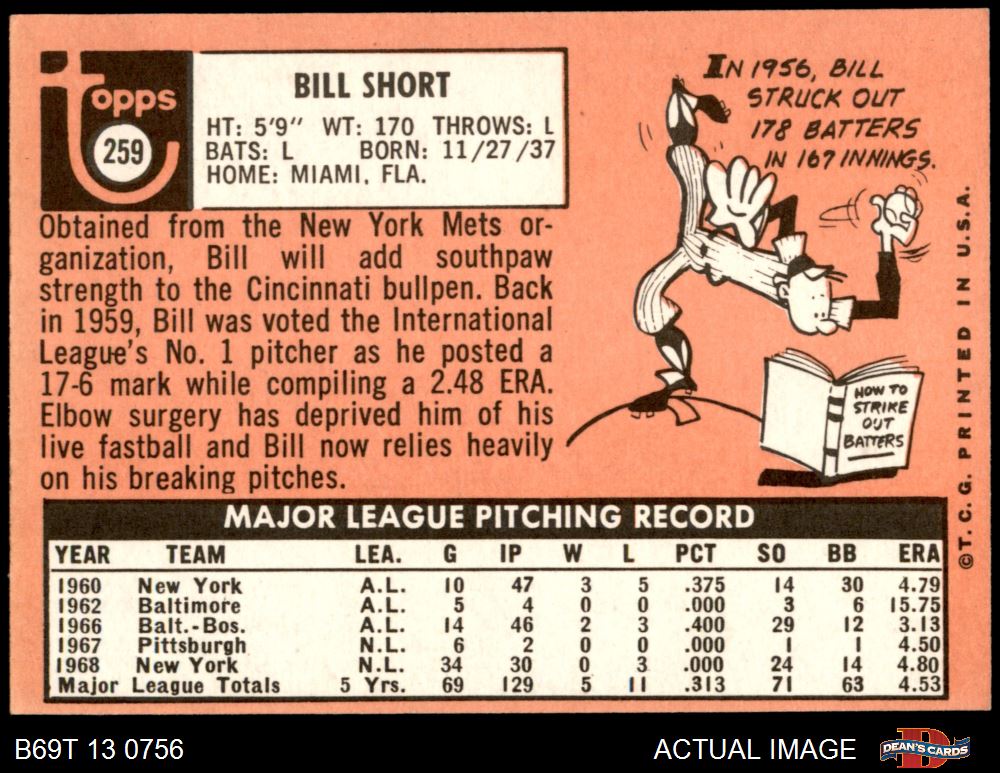 Topps
259
BILL SHORT
HT: 5'9" WT: 170 THROWS: L
BATS: L BORN: 11/27/37
HOME: MIAMI, FLA.
IN 1956, BILL
STRUCK OUT
178 BATTERS
IN 167 INNINGS.
Obtained from the New York Mets or-
ganization, Bill will add southpaw
strength to the Cincinnati bullpen. Back
in 1959, Bill was voted the International
League's No. 1 pitcher as he posted a
17-6 mark while compiling a 2.48 ERA.
Elbow surgery has deprived him of his
live fastball and Bill now relies heavily
on his breaking pitches.
HOW TO
STRIKE
OUT
BATTERS
©T. C. G. PRINTED IN U.S.A.
MAJOR LEAGUE PITCHING RECORD
YEAR TEAM LEA. G IP W L PCT SO BB ERA
1960 New York A.L. 10 47 3 5 .375 14 30 4.79
1962 Baltimore A.L. 5 4 0 0 .000 3 6 15.75
1966 Balt.-Bos. A.L. 14 46 2 3 .400 29 12 3.13
1967 Pittsburgh N.L. 6 2 0 0 .000 1 1 4.50
1968 New York N.L. 34 30 0 3 .000 24 14 4.80
Major League Totals 5 Yrs. 69 129 5 11 .313 71 63 4.53
B69T 13 0756
ACTUAL IMAGE
DEAN'S CARDS